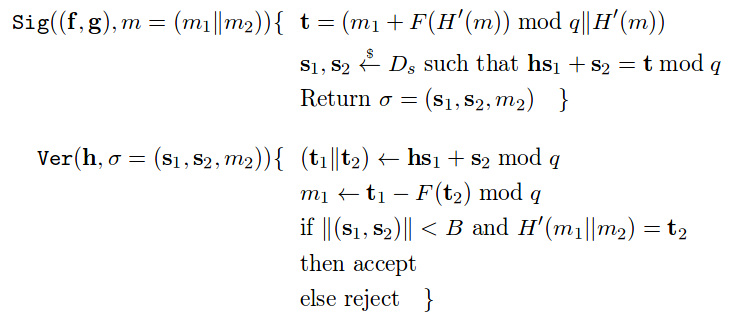 Sig((f, g), m = (m₁||m₂)){ t = (m₁ + F(H′(m)) mod q||H′(m))
s₁, s₂ ←$ Dₛ such that hs₁ + s₂ = t mod q
Return σ = (s₁, s₂, m₂) }
Ver(h, σ = (s₁, s₂, m₂)){ (t₁||t₂) ← hs₁ + s₂ mod q
m₁ ← t₁ − F(t₂) mod q
if ||(s₁, s₂)|| < B and H′(m₁||m₂) = t₂
then accept
else reject }